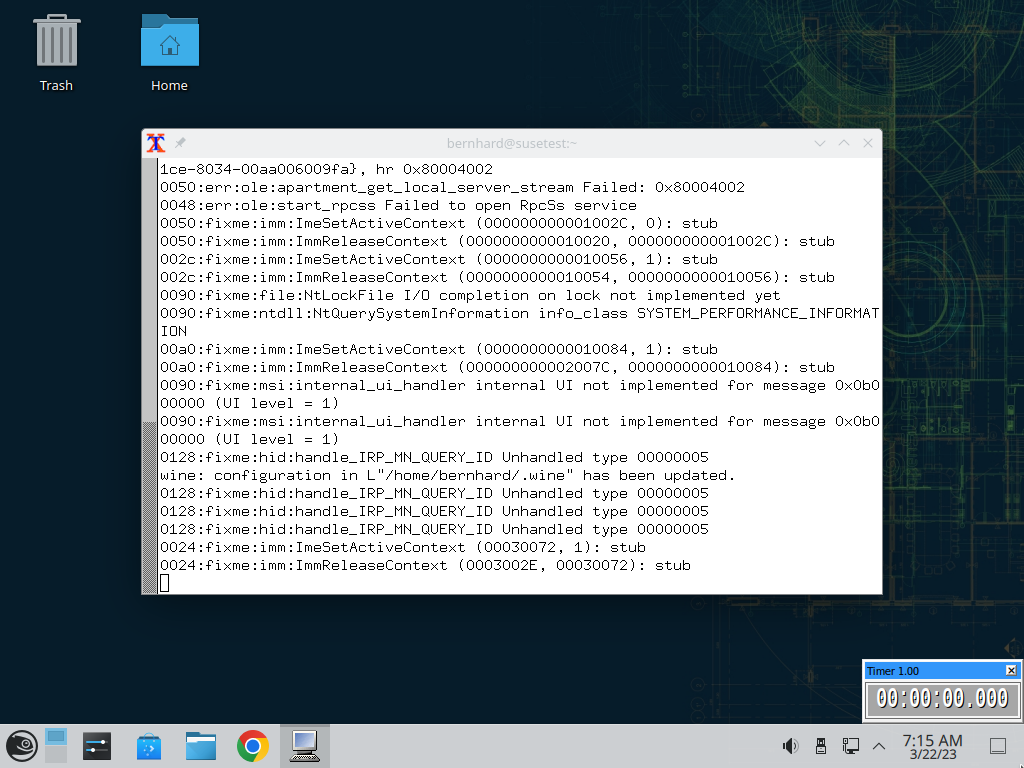 Trash
Home
bernhard@susetest:~
1ce-8034-00aa006009fa}, hr 0x80004002
0050:err:ole:apartment_get_local_server_stream Failed: 0x80004002
0048:err:ole:start_rpcss Failed to open RpcSs service
0050:fixme:imm:ImeSetActiveContext (000000000001002C, 0): stub
0050:fixme:imm:ImmReleaseContext (0000000000010020, 000000000001002C): stub
002c:fixme:imm:ImeSetActiveContext (0000000000010056, 1): stub
002c:fixme:imm:ImmReleaseContext (0000000000010054, 0000000000010056): stub
0090:fixme:file:NtLockFile I/O completion on lock not implemented yet
0090:fixme:ntdll:NtQuerySystemInformation info_class SYSTEM_PERFORMANCE_INFORMAT
ION
00a0:fixme:imm:ImeSetActiveContext (0000000000010084, 1): stub
00a0:fixme:imm:ImmReleaseContext (000000000002007C, 0000000000010084): stub
0090:fixme:msi:internal_ui_handler internal UI not implemented for message 0x0b0
00000 (UI level = 1)
0090:fixme:msi:internal_ui_handler internal UI not implemented for message 0x0b0
00000 (UI level = 1)
0128:fixme:hid:handle_IRP_MN_QUERY_ID Unhandled type 00000005
wine: configuration in L"/home/bernhard/.wine" has been updated.
0128:fixme:hid:handle_IRP_MN_QUERY_ID Unhandled type 00000005
0128:fixme:hid:handle_IRP_MN_QUERY_ID Unhandled type 00000005
0128:fixme:hid:handle_IRP_MN_QUERY_ID Unhandled type 00000005
0024:fixme:imm:ImeSetActiveContext (00030072, 1): stub
0024:fixme:imm:ImmReleaseContext (0003002E, 00030072): stub
Timer 1.00
00:00:00.000
7:15 AM
3/22/23